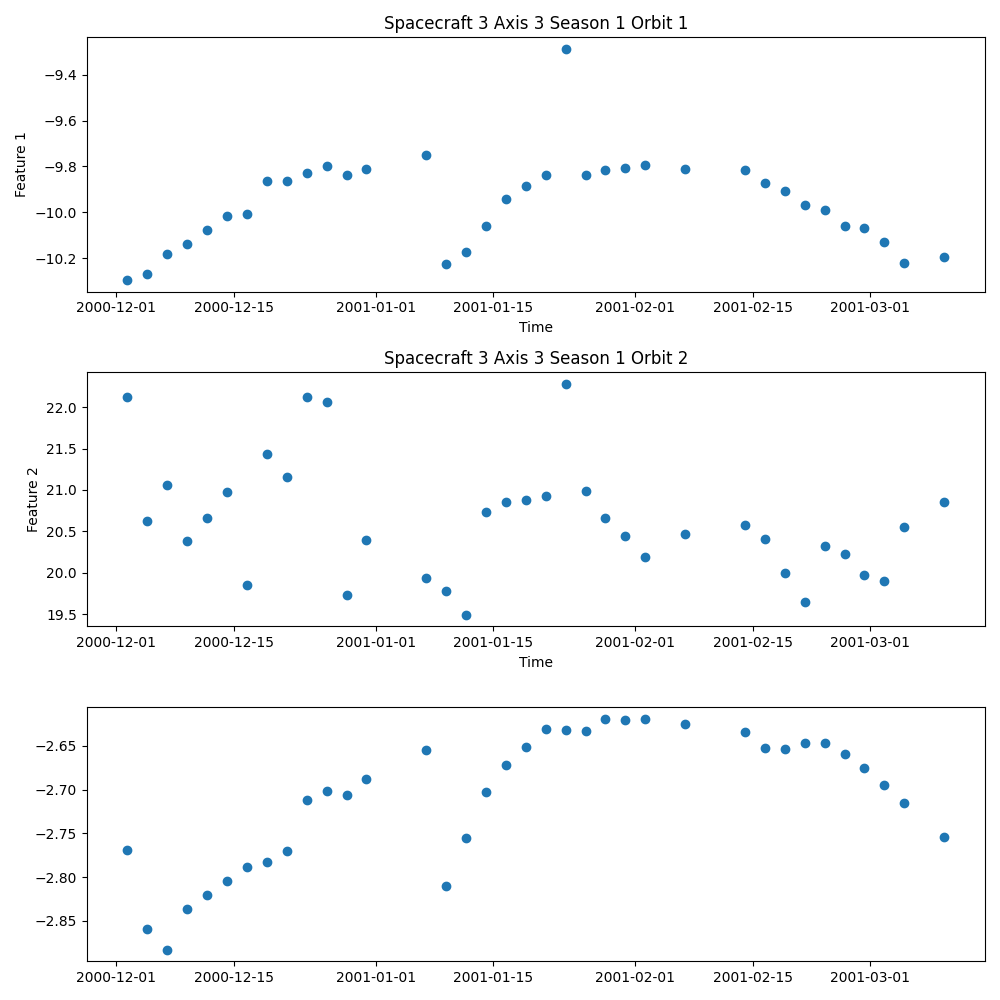 Spacecraft 3 Axis 3 Season 1 Orbit 1
Feature 1
−9.4
−9.6
−9.8
−10.0
−10.2
2000-12-01 2000-12-15 2001-01-01 2001-01-15 2001-02-01 2001-02-15 2001-03-01
Time
Spacecraft 3 Axis 3 Season 1 Orbit 2
Feature 2
22.0
21.5
21.0
20.5
20.0
19.5
2000-12-01 2000-12-15 2001-01-01 2001-01-15 2001-02-01 2001-02-15 2001-03-01
Time
−2.65
−2.70
−2.75
−2.80
−2.85
2000-12-01 2000-12-15 2001-01-01 2001-01-15 2001-02-01 2001-02-15 2001-03-01